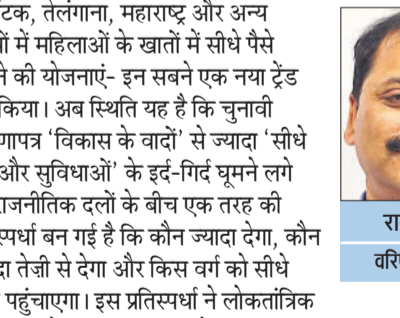 टक, तेलंगाना, महाराष्ट्र और अन्य
में महिलाओं के खातों में सीधे पैसे
की योजनाएं- इन सबने एक नया ट्रेंड
किया। अब स्थिति यह है कि चुनावी
णापत्र ‘विकास के वादों’ से ज्यादा ‘सीधे
और सुविधाओं’ के इर्द-गिर्द घूमने लगे
राजनीतिक दलों के बीच एक तरह की
स्पर्धा बन गई है कि कौन ज्यादा देगा, कौन
दा तेज़ी से देगा और किस वर्ग को सीधे
पहुंचाएगा। इस प्रतिस्पर्धा ने लोकतांत्रिक
रा
वरि